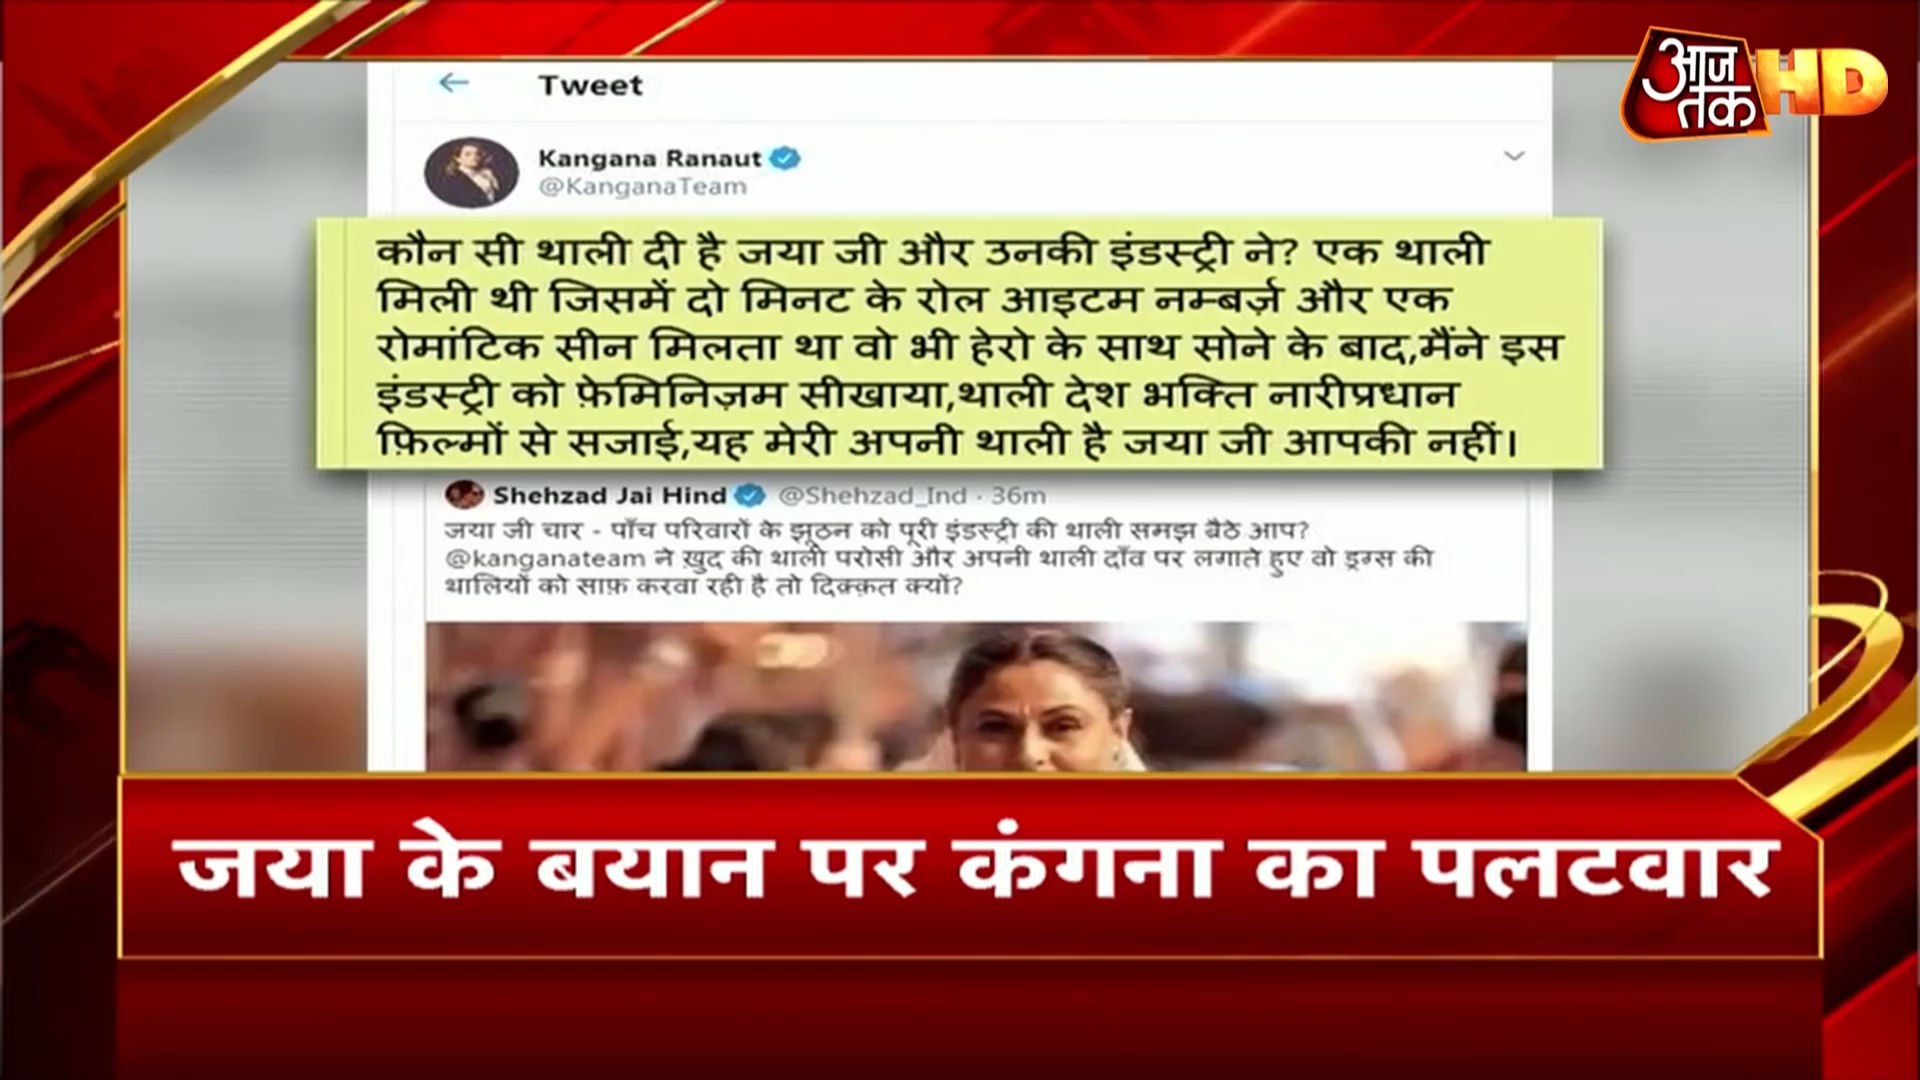 आज
तक HD
Tweet
Kangana Ranaut
@KanganaTeam
कौन सी थाली दी है जया जी और उनकी इंडस्ट्री ने? एक थाली
मिली थी जिसमें दो मिनट के रोल आइटम नम्बर्ज़ और एक
रोमांटिक सीन मिलता था वो भी हेरो के साथ सोने के बाद,मैंने इस
इंडस्ट्री को फ़ेमिनिज़म सीखाया,थाली देश भक्ति नारीप्रधान
फ़िल्मों से सजाई,यह मेरी अपनी थाली है जया जी आपकी नहीं।
Shehzad Jai Hind @Shehzad_Ind · 36m
जया जी चार - पाँच परिवारों के झूठन को पूरी इंडस्ट्री की थाली समझ बैठे आप?
@kanganateam ने ख़ुद की थाली परोसी और अपनी थाली दाँव पर लगाते हुए वो ड्रग्स की
थालियों को साफ़ करवा रही है तो दिक़्क़त क्यों?
जया के बयान पर कंगना का पलटवार